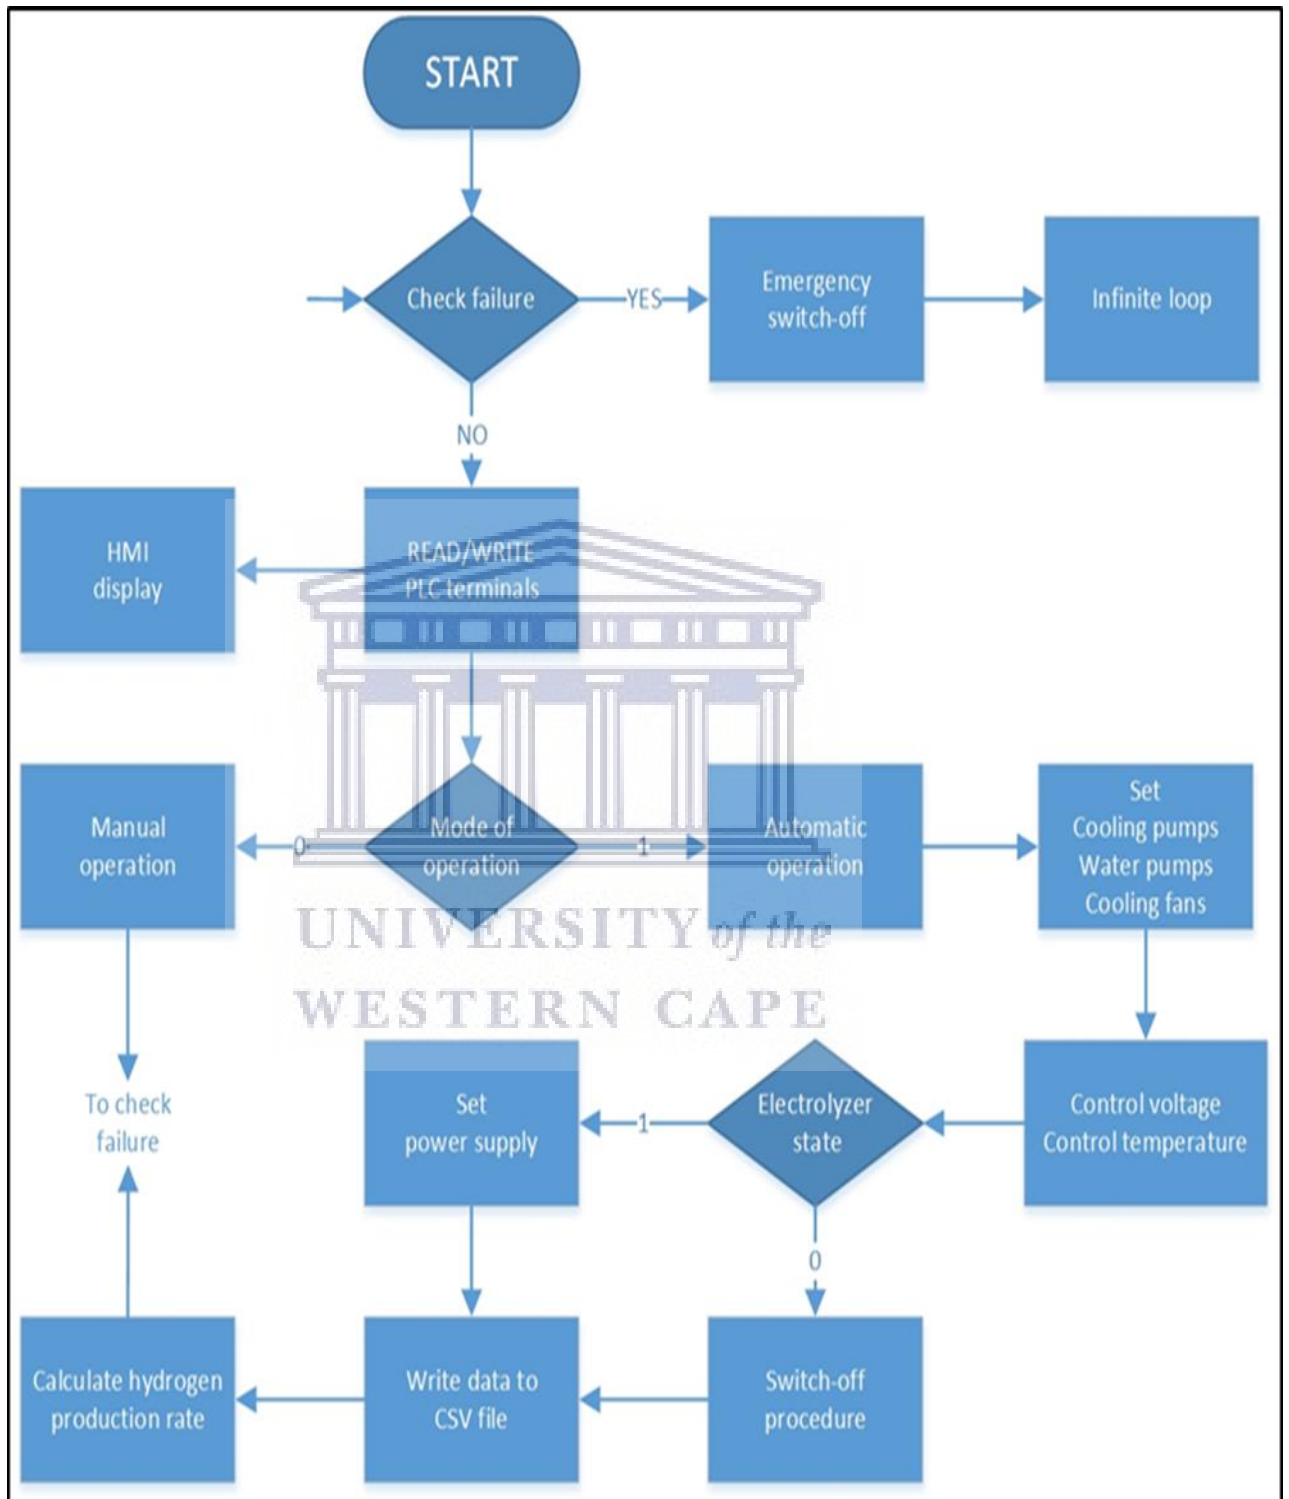 START
Check failure
YES
Emergency
switch-off
Infinite loop
NO
HMI
display
READ/WRITE
PLC terminals
Manual
operation
0
Mode of
operation
1
Automatic
operation
Set
Cooling pumps
Water pumps
Cooling fans
UNIVERSITY of the
WESTERN CAPE
To check
failure
Set
power supply
1
Electrolyzer
state
Control voltage
Control temperature
0
Calculate hydrogen
production rate
Write data to
CSV file
Switch-off
procedure